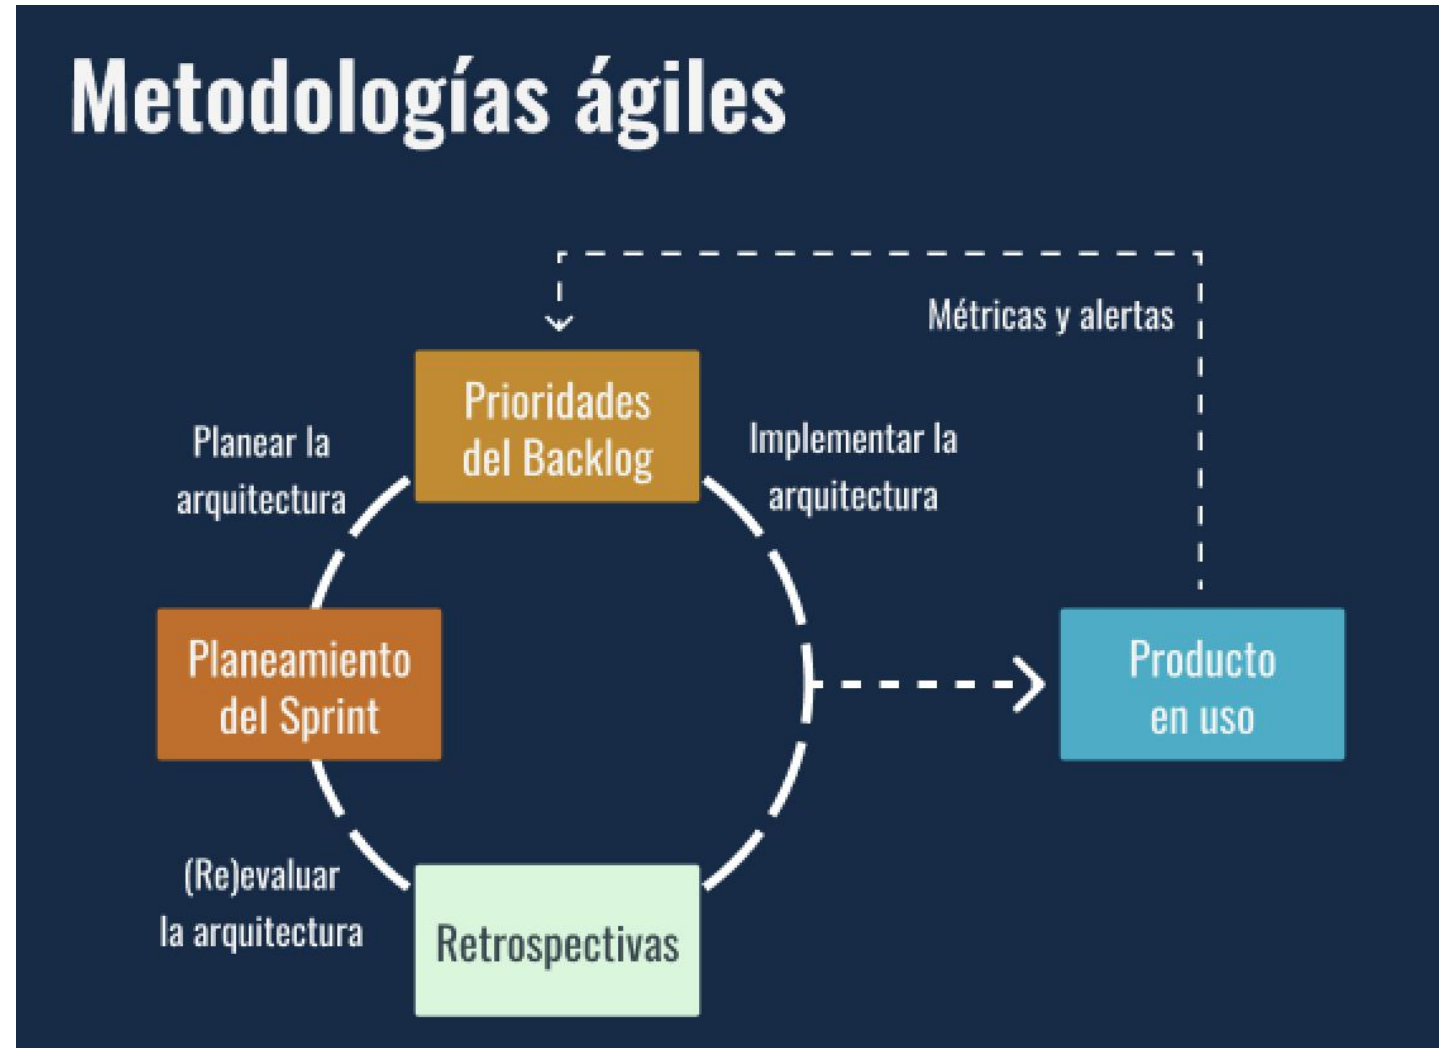 Metodologías ágiles
Métricas y alertas
Prioridades
del Backlog
Planear la
arquitectura
Implementar la
arquitectura
Planeamiento
del Sprint
Producto
en uso
(Re)evaluar
la arquitectura
Retrospectivas